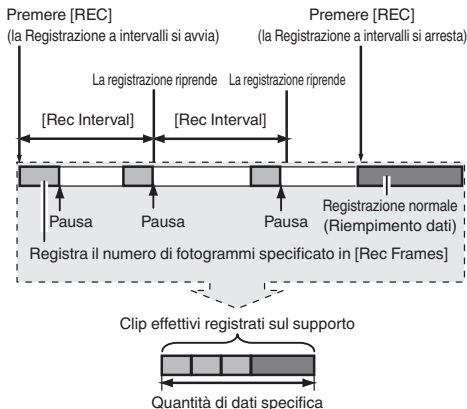 Premere [REC]
(la Registrazione a intervalli si avvia)
Premere [REC]
(la Registrazione a intervalli si arresta)
La registrazione riprende
La registrazione riprende
[Rec Interval]
[Rec Interval]
Pausa
Pausa
Pausa
Registrazione normale
(Riempimento dati)
Registra il numero di fotogrammi specificato in [Rec Frames]
Clip effettivi registrati sul supporto
Quantità di dati specifica